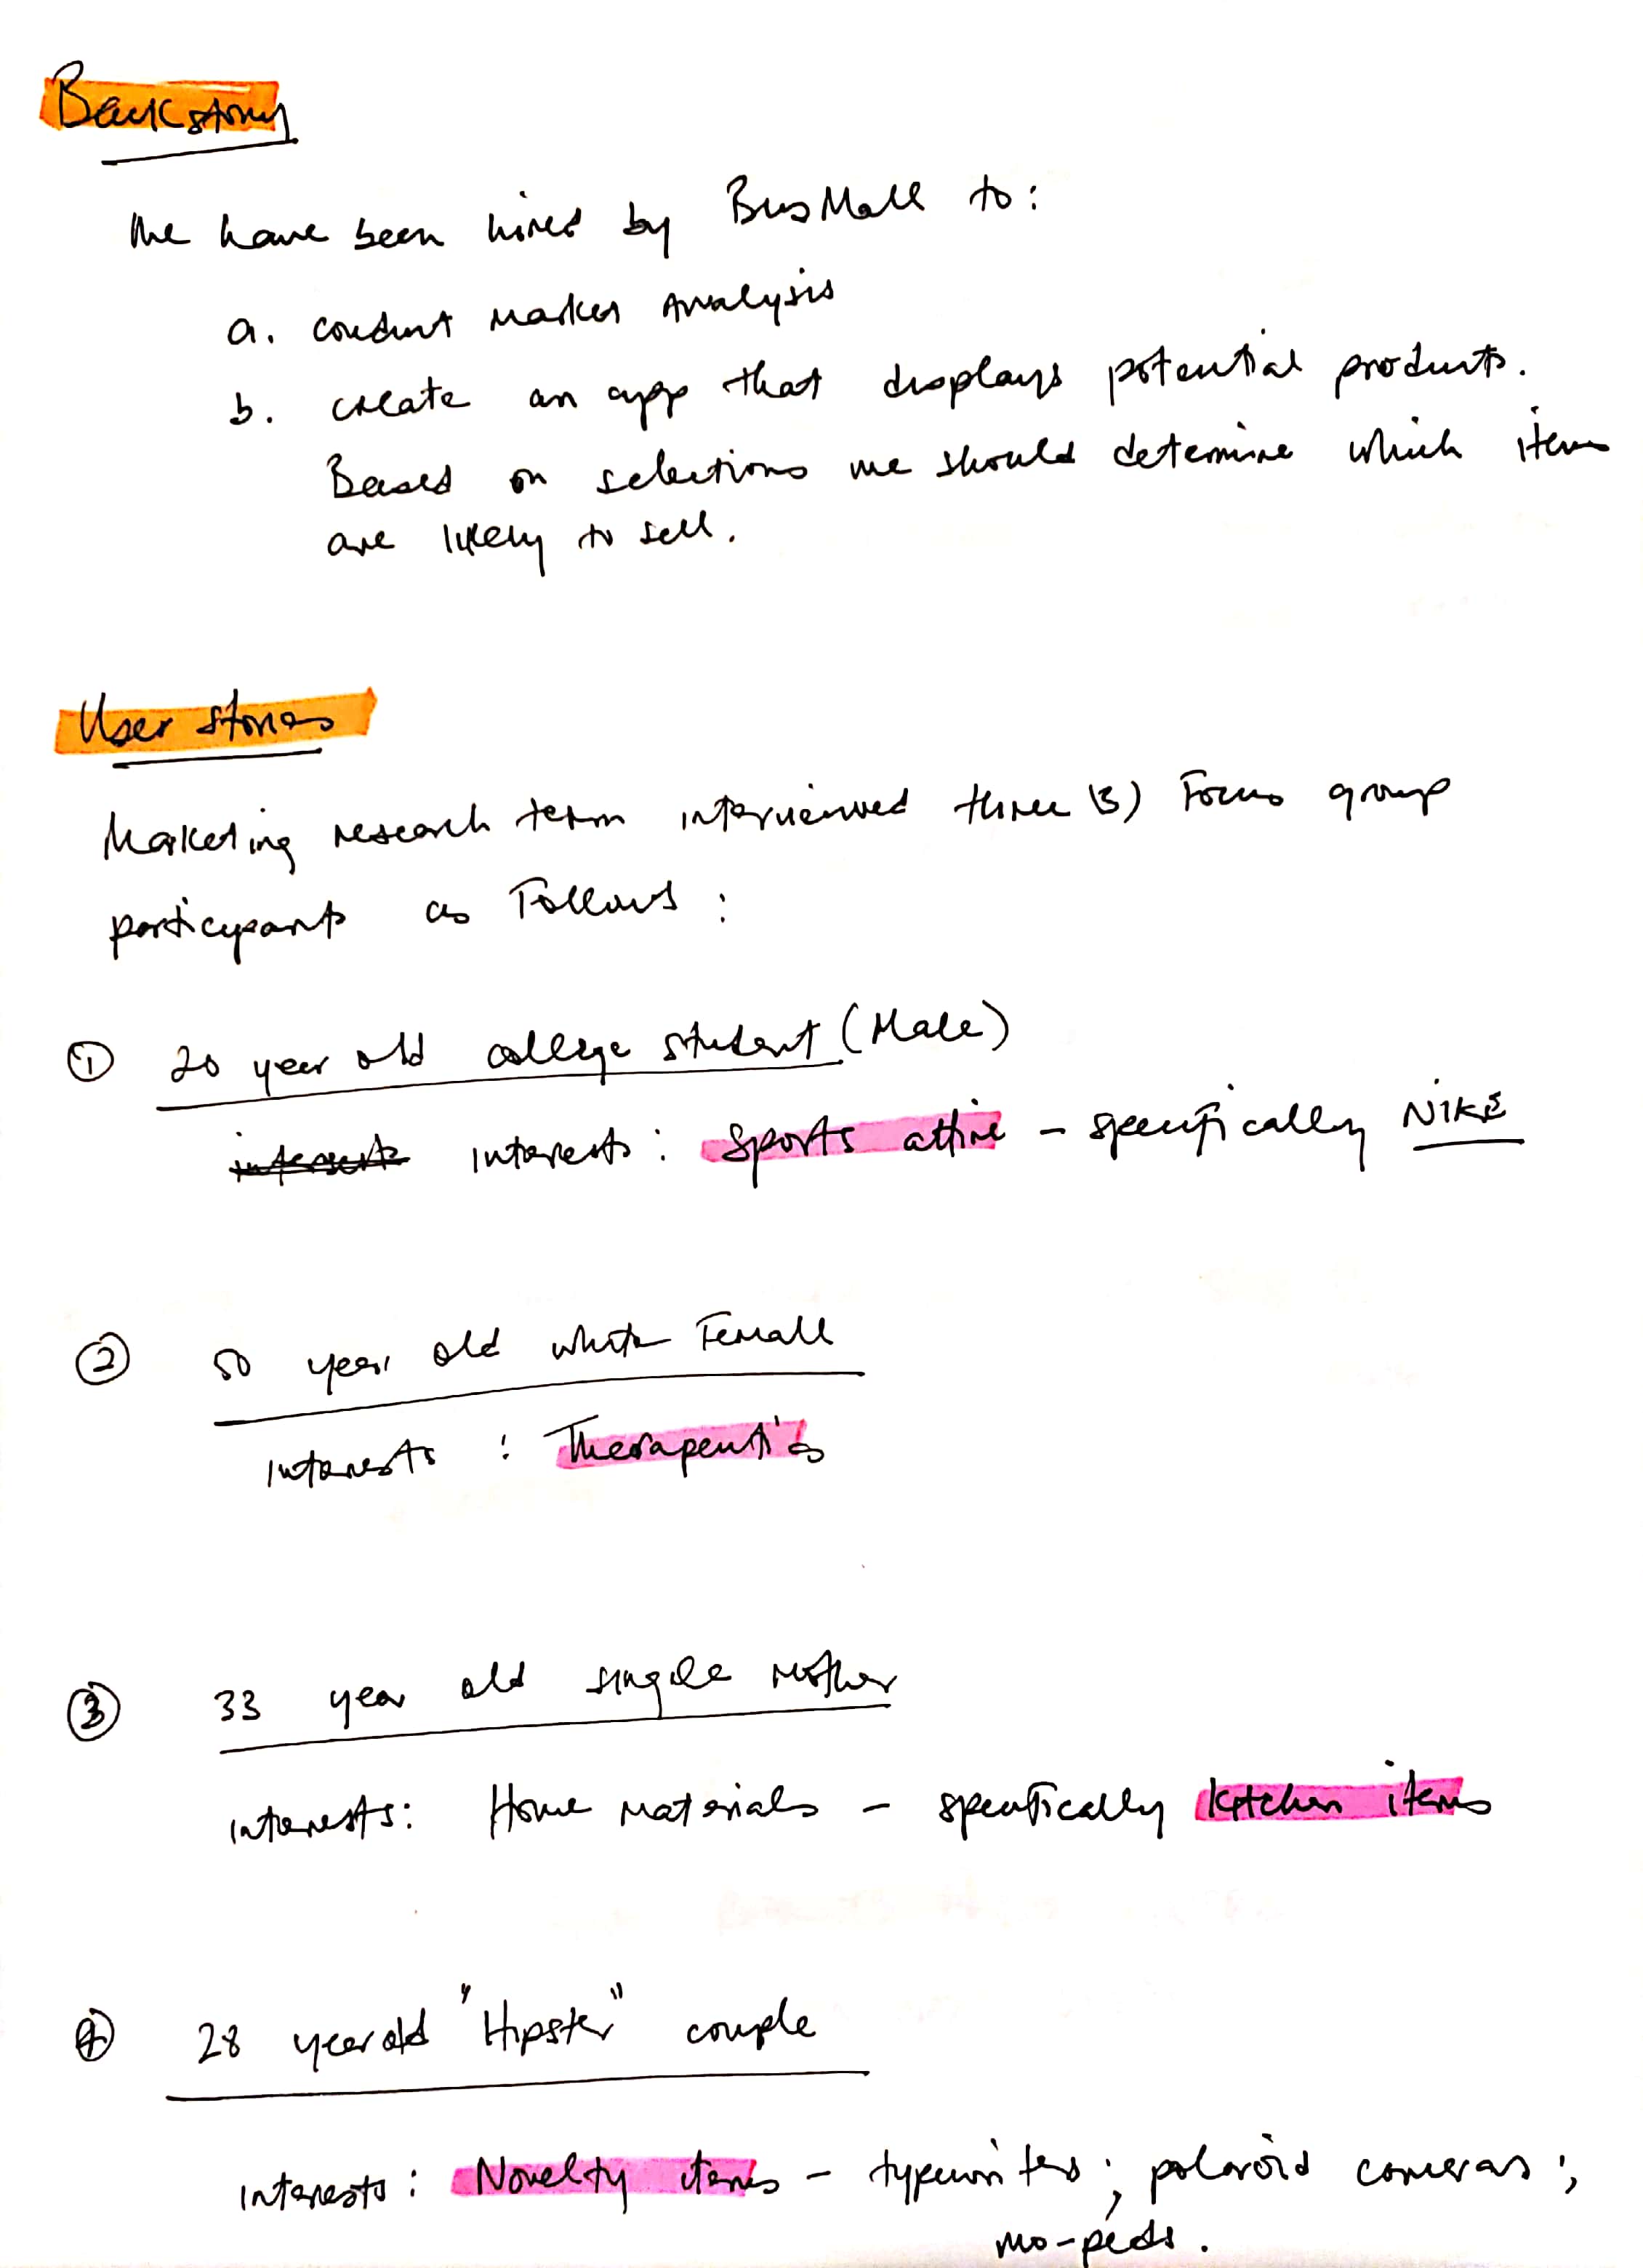 Backstory
We have been hired by BusMall to:
a. conduct Market Analysis
b. create an app that displays potential products.
Based on selections we should determine which items
are likely to sell.
User stories
Marketing research team interviewed three (3) Focus group
participants as Follows:
① 20 year old college student (Male)
interests interests: sports attire - specifically NIKE
② 50 year old white Female
interests: Therapeutics
③ 33 year old single mother
interests: Home materials - specifically kitchen items
④ 28 year old "Hipster" couple
interests: Novelty items - typewriters; polaroid cameras;
mo-peds.